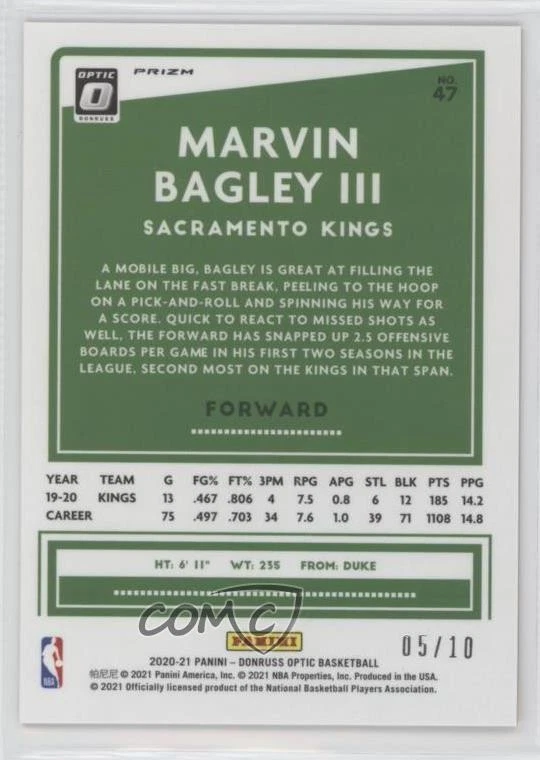 OPTIC
DONRUSS
PRIZM
NO.
47
MARVIN
BAGLEY III
SACRAMENTO KINGS
A MOBILE BIG, BAGLEY IS GREAT AT FILLING THE
LANE ON THE FAST BREAK, PEELING TO THE HOOP
ON A PICK-AND-ROLL AND SPINNING HIS WAY FOR
A SCORE. QUICK TO REACT TO MISSED SHOTS AS
WELL, THE FORWARD HAS SNAPPED UP 2.5 OFFENSIVE
BOARDS PER GAME IN HIS FIRST TWO SEASONS IN THE
LEAGUE, SECOND MOST ON THE KINGS IN THAT SPAN.
FORWARD
YEAR TEAM G FG% FT% 3PM RPG APG STL BLK PTS PPG
19-20 KINGS 13 .467 .806 4 7.5 0.8 6 12 185 14.2
CAREER 75 .497 .703 34 7.6 1.0 39 71 1108 14.8
HT: 6' 11" WT: 235 FROM: DUKE
COMC
PANINI
05/10
NBA
2020-21 PANINI – DONRUSS OPTIC BASKETBALL
帕尼尼 © 2021 Panini America, Inc. © 2021 NBA Properties, Inc. Produced in the USA.
© 2021 Officially licensed product of the National Basketball Players Association.